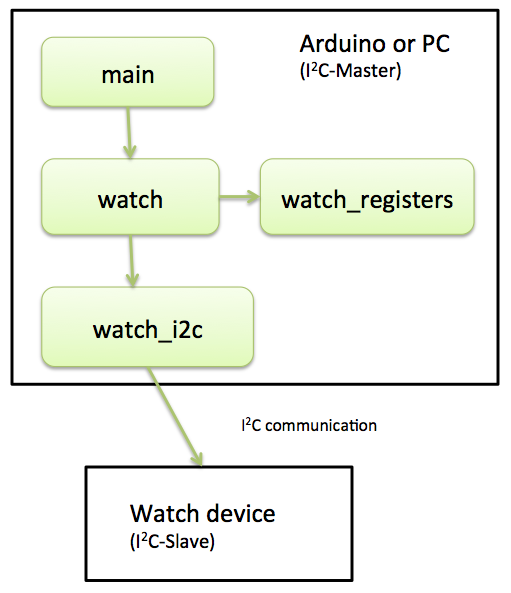 Arduino or PC
(I²C-Master)
main
watch
watch_registers
watch_i2c
I²C communication
Watch device
(I²C-Slave)